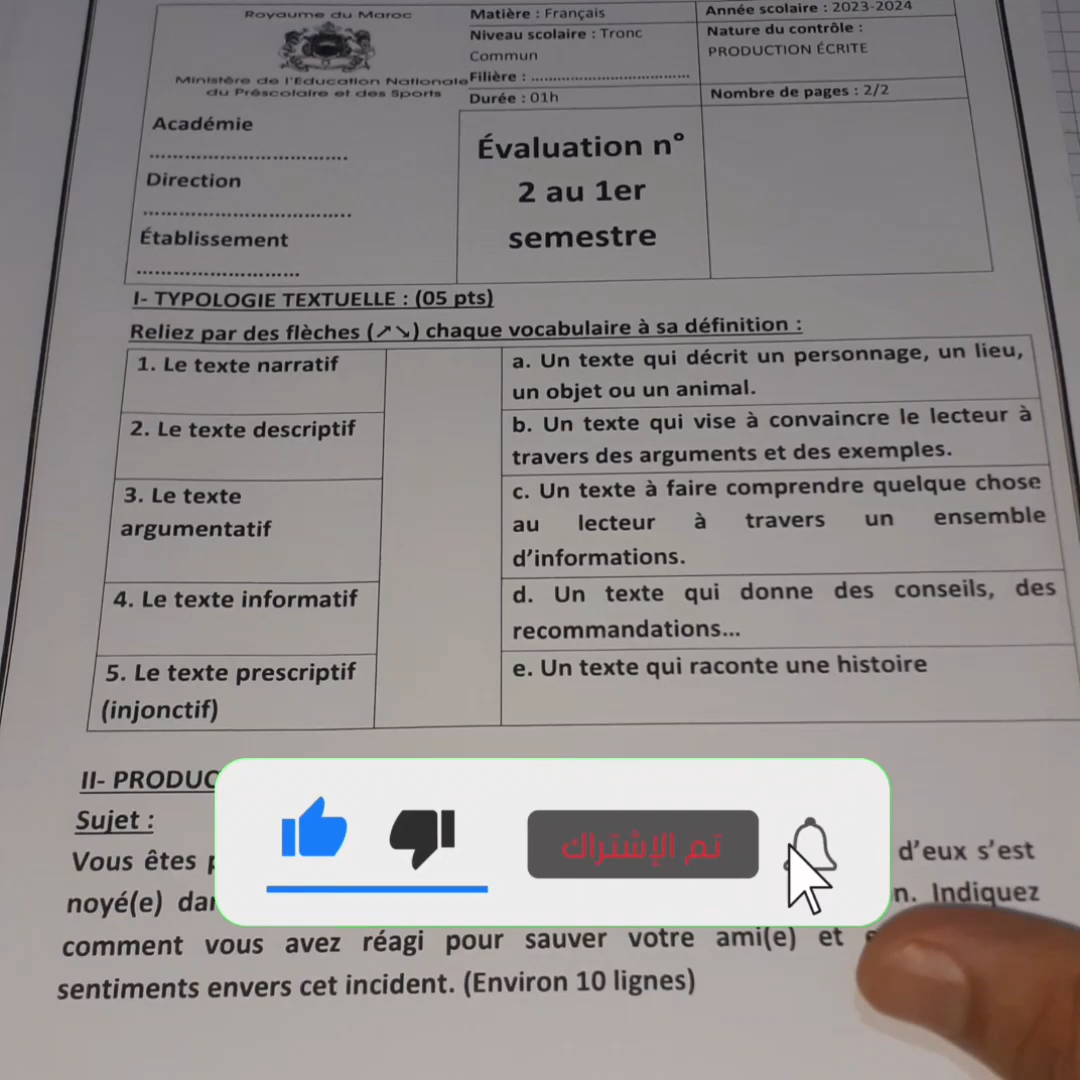 Royaume du Maroc
Ministère de l'Education Nationale
du Préscolaire et des Sports
Matière : Français
Niveau scolaire : Tronc
Commun
Filière : ......................................
Durée : 01h
Année scolaire : 2023-2024
Nature du contrôle :
PRODUCTION ÉCRITE
Nombre de pages : 2/2
Académie
.................................
Direction
...................................
Établissement
...........................
Évaluation n°
2 au 1er
semestre
I- TYPOLOGIE TEXTUELLE : (05 pts)
Reliez par des flèches (↗↘) chaque vocabulaire à sa définition :
1. Le texte narratif
2. Le texte descriptif
3. Le texte
argumentatif
4. Le texte informatif
5. Le texte prescriptif
(injonctif)
a. Un texte qui décrit un personnage, un lieu,
un objet ou un animal.
b. Un texte qui vise à convaincre le lecteur à
travers des arguments et des exemples.
c. Un texte à faire comprendre quelque chose
au lecteur à travers un ensemble
d'informations.
d. Un texte qui donne des conseils, des
recommandations...
e. Un texte qui raconte une histoire
II- PRODUC
Sujet :
Vous êtes d'eux s'est
noyé(e) Indiquez
comment vous avez réagi pour sauver votre ami(e) et
sentiments envers cet incident. (Environ 10 lignes)
تم الإشتراك